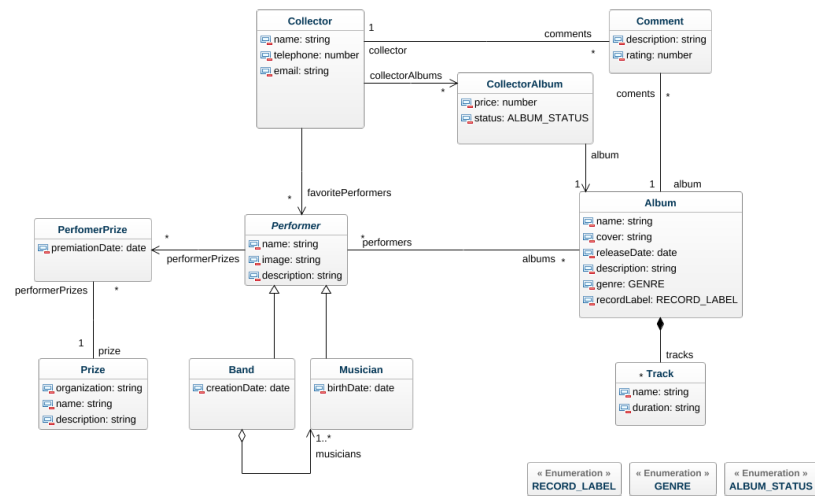 Collector
name: string
telephone: number
email: string
1
collector
comments
*
Comment
description: string
rating: number
collectorAlbums
*
CollectorAlbum
price: number
status: ALBUM_STATUS
coments
*
album
1
1
album
*
favoritePerformers
PerfomerPrize
premiationDate: date
*
performerPrizes
Performer
name: string
image: string
description: string
*
performers
albums
*
Album
name: string
cover: string
releaseDate: date
description: string
genre: GENRE
recordLabel: RECORD_LABEL
performerPrizes
*
1
prize
Prize
organization: string
name: string
description: string
Band
creationDate: date
Musician
birthDate: date
1..*
musicians
tracks
*
Track
name: string
duration: string
« Enumeration »
RECORD_LABEL
« Enumeration »
GENRE
« Enumeration »
ALBUM_STATUS